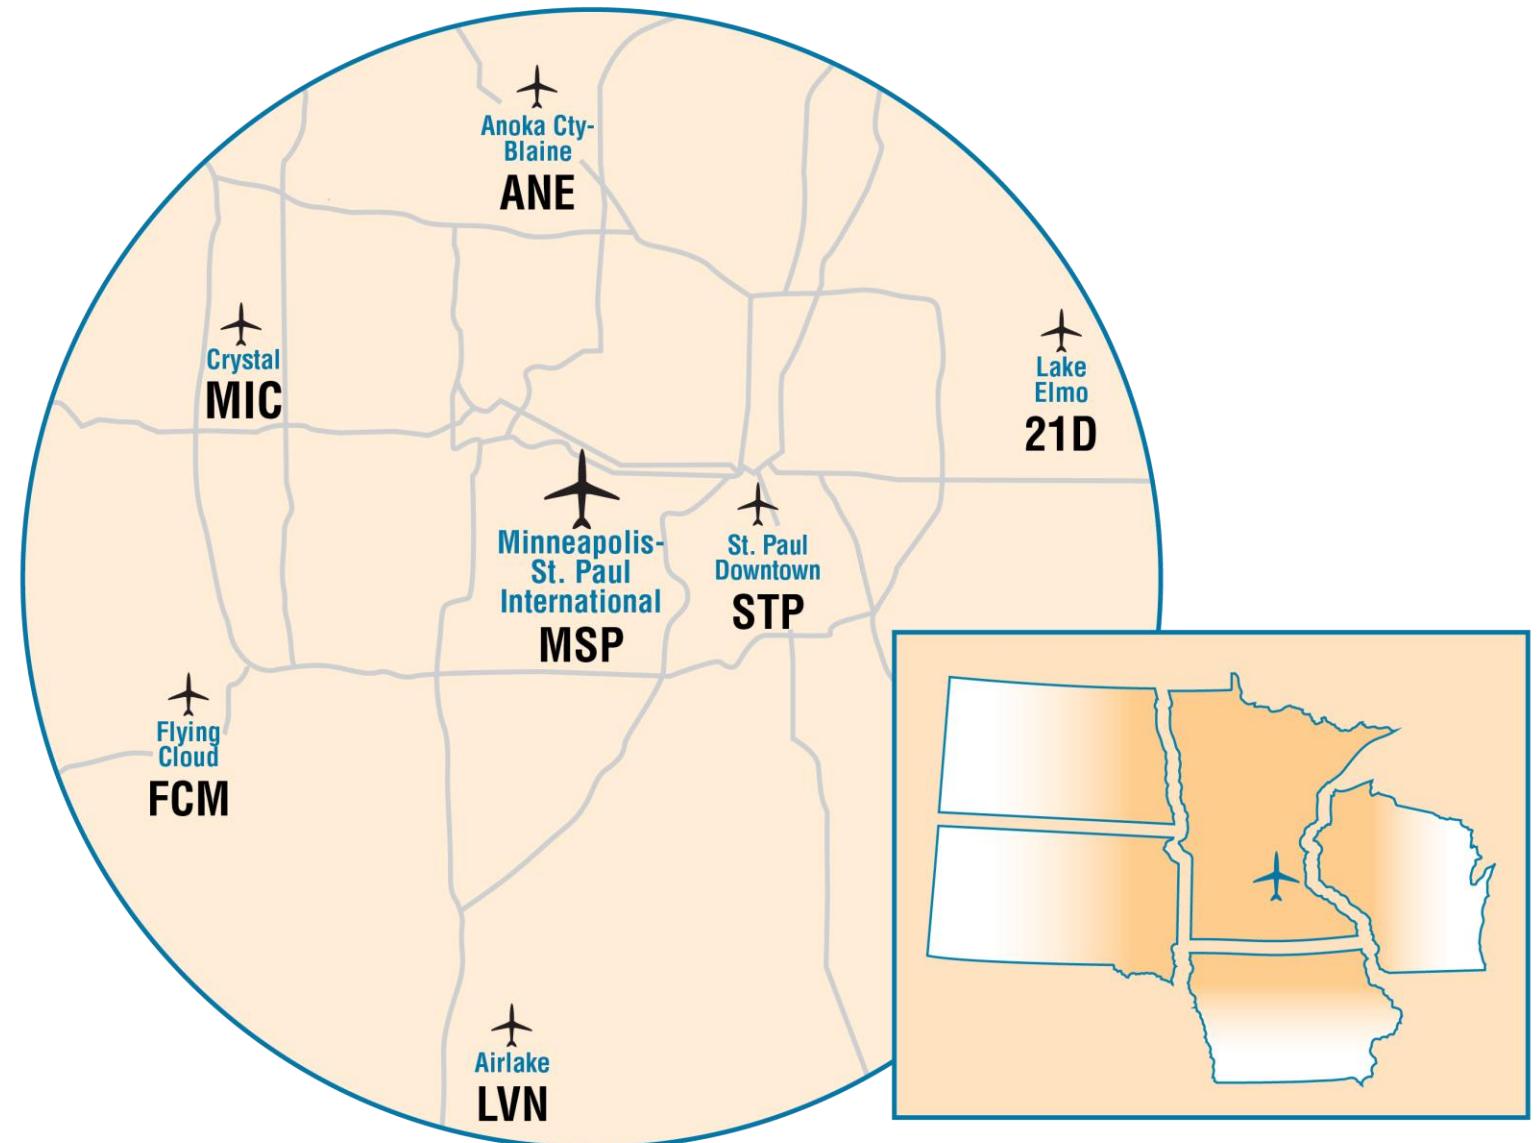 Anoka Cty-
Blaine
ANE
Crystal
MIC
Lake
Elmo
21D
Minneapolis-
St. Paul
International
MSP
St. Paul
Downtown
STP
Flying
Cloud
FCM
Airlake
LVN